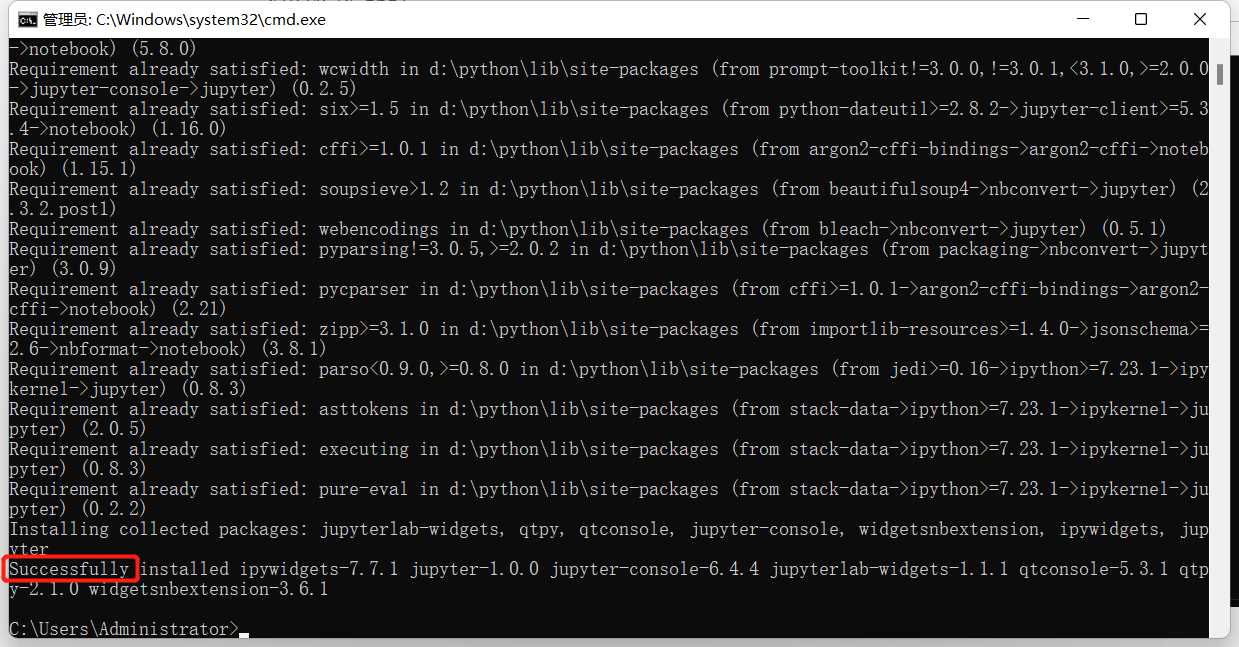 管理员: C:\Windows\system32\cmd.exe
->notebook) (5.8.0)
Requirement already satisfied: wcwidth in d:\python\lib\site-packages (from prompt-toolkit!=3.0.0,!=3.0.1,<3.1.0,>=2.0.0
->jupyter-console->jupyter) (0.2.5)
Requirement already satisfied: six>=1.5 in d:\python\lib\site-packages (from python-dateutil>=2.8.2->jupyter-client>=5.3
.4->notebook) (1.16.0)
Requirement already satisfied: cffi>=1.0.1 in d:\python\lib\site-packages (from argon2-cffi-bindings->argon2-cffi->noteb
ook) (1.15.1)
Requirement already satisfied: soupsieve>1.2 in d:\python\lib\site-packages (from beautifulsoup4->nbconvert->jupyter) (2
.3.2.post1)
Requirement already satisfied: webencodings in d:\python\lib\site-packages (from bleach->nbconvert->jupyter) (0.5.1)
Requirement already satisfied: pyparsing!=3.0.5,>=2.0.2 in d:\python\lib\site-packages (from packaging->nbconvert->jupyt
er) (3.0.9)
Requirement already satisfied: pycparser in d:\python\lib\site-packages (from cffi>=1.0.1->argon2-cffi-bindings->argon2-
cffi->notebook) (2.21)
Requirement already satisfied: zipp>=3.1.0 in d:\python\lib\site-packages (from importlib-resources>=1.4.0->jsonschema>=
2.6->nbformat->notebook) (3.8.1)
Requirement already satisfied: parso<0.9.0,>=0.8.0 in d:\python\lib\site-packages (from jedi>=0.16->ipython>=7.23.1->ipy
kernel->jupyter) (0.8.3)
Requirement already satisfied: asttokens in d:\python\lib\site-packages (from stack-data->ipython>=7.23.1->ipykernel->ju
pyter) (2.0.5)
Requirement already satisfied: executing in d:\python\lib\site-packages (from stack-data->ipython>=7.23.1->ipykernel->ju
pyter) (0.8.3)
Requirement already satisfied: pure-eval in d:\python\lib\site-packages (from stack-data->ipython>=7.23.1->ipykernel->ju
pyter) (0.2.2)
Installing collected packages: jupyterlab-widgets, qtpy, qtconsole, jupyter-console, widgetsnbextension, ipywidgets, jup
yter
Successfully installed ipywidgets-7.7.1 jupyter-1.0.0 jupyter-console-6.4.4 jupyterlab-widgets-1.1.1 qtconsole-5.3.1 qtp
y-2.1.0 widgetsnbextension-3.6.1
C:\Users\Administrator>